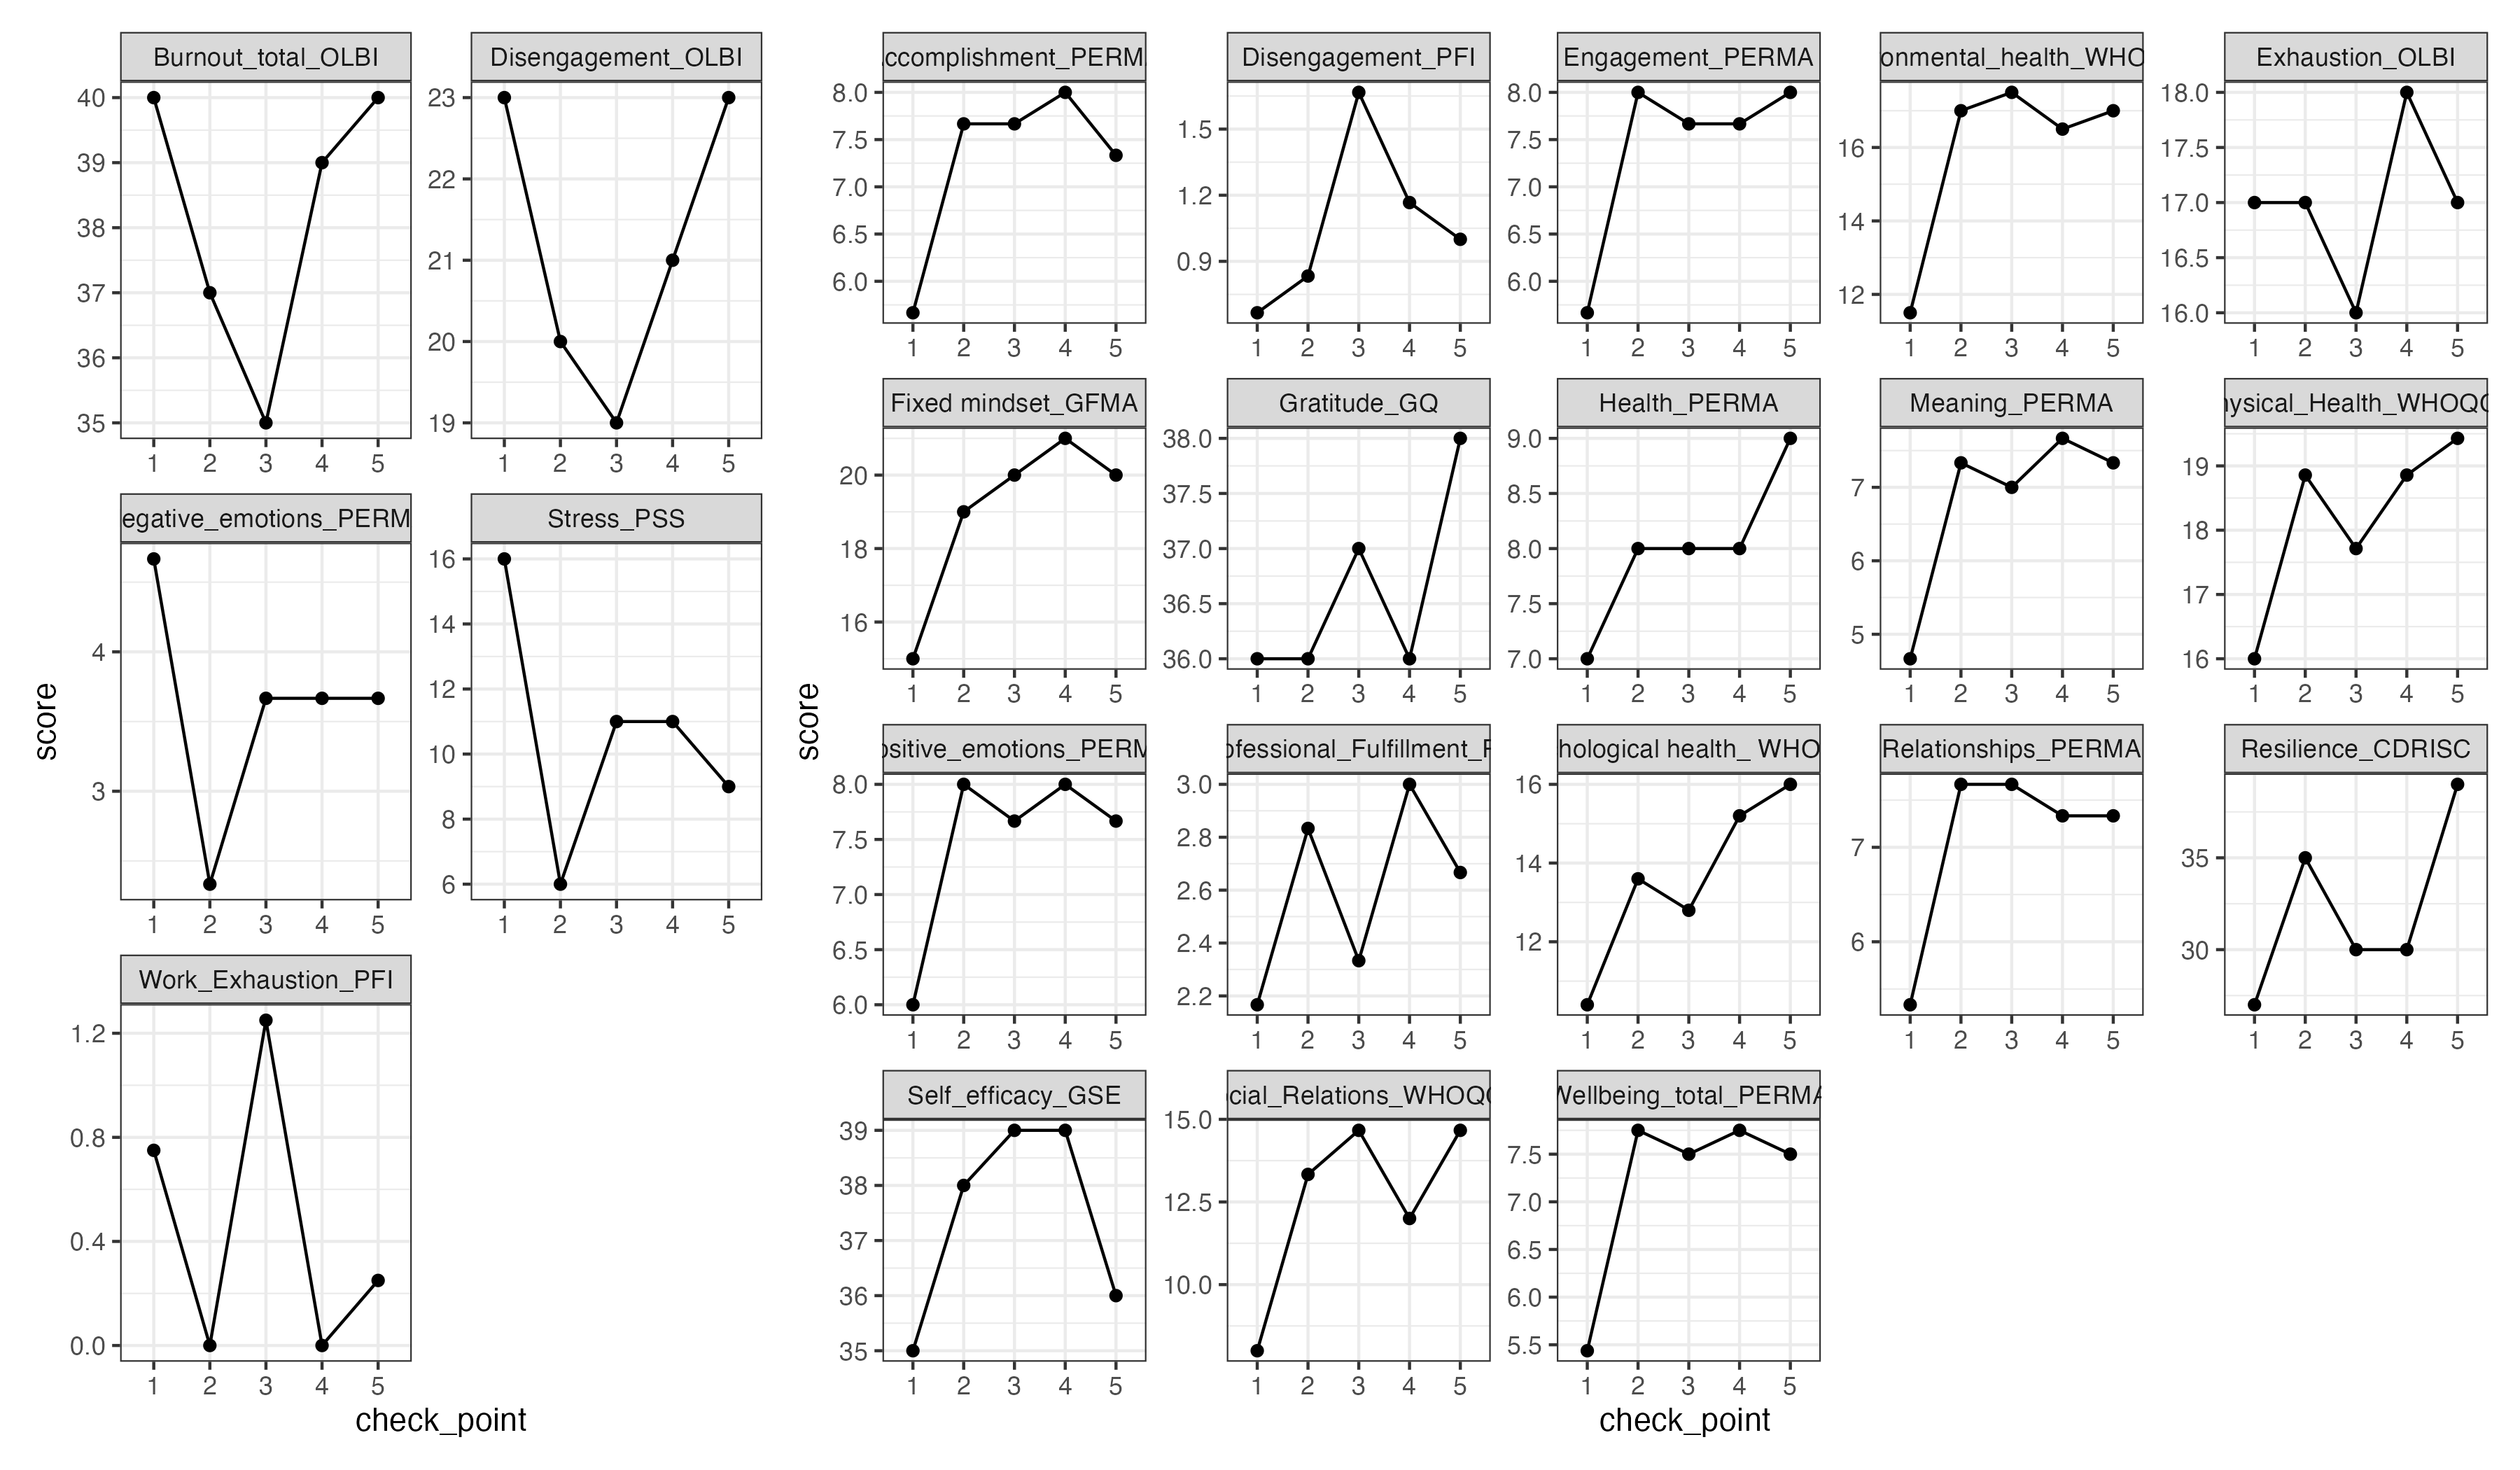 Burnout_total_OLBI
40
39
38
37
36
35
1 2 3 4 5
Disengagement_OLBI
23
22
21
20
19
1 2 3 4 5
egative_emotions_PERM
4
3
1 2 3 4 5
Stress_PSS
16
14
12
10
8
6
1 2 3 4 5
Work_Exhaustion_PFI
1.2
0.8
0.4
0.0
1 2 3 4 5
score
check_point
ccomplishment_PERM
8.0
7.5
7.0
6.5
6.0
1 2 3 4 5
Disengagement_PFI
1.5
1.2
0.9
1 2 3 4 5
Engagement_PERMA
8.0
7.5
7.0
6.5
6.0
1 2 3 4 5
onmental_health_WHO
16
14
12
1 2 3 4 5
Exhaustion_OLBI
18.0
17.5
17.0
16.5
16.0
1 2 3 4 5
Fixed mindset_GFMA
20
18
16
1 2 3 4 5
Gratitude_GQ
38.0
37.5
37.0
36.5
36.0
1 2 3 4 5
Health_PERMA
9.0
8.5
8.0
7.5
7.0
1 2 3 4 5
Meaning_PERMA
7
6
5
1 2 3 4 5
hysical_Health_WHOQO
19
18
17
16
1 2 3 4 5
ositive_emotions_PERM
8.0
7.5
7.0
6.5
6.0
1 2 3 4 5
ofessional_Fulfillment_P
3.0
2.8
2.6
2.4
2.2
1 2 3 4 5
hological health_ WHO
16
14
12
1 2 3 4 5
Relationships_PERMA
7
6
1 2 3 4 5
Resilience_CDRISC
35
30
1 2 3 4 5
Self_efficacy_GSE
39
38
37
36
35
1 2 3 4 5
cial_Relations_WHOQO
15.0
12.5
10.0
1 2 3 4 5
Wellbeing_total_PERMA
7.5
7.0
6.5
6.0
5.5
1 2 3 4 5
score
check_point